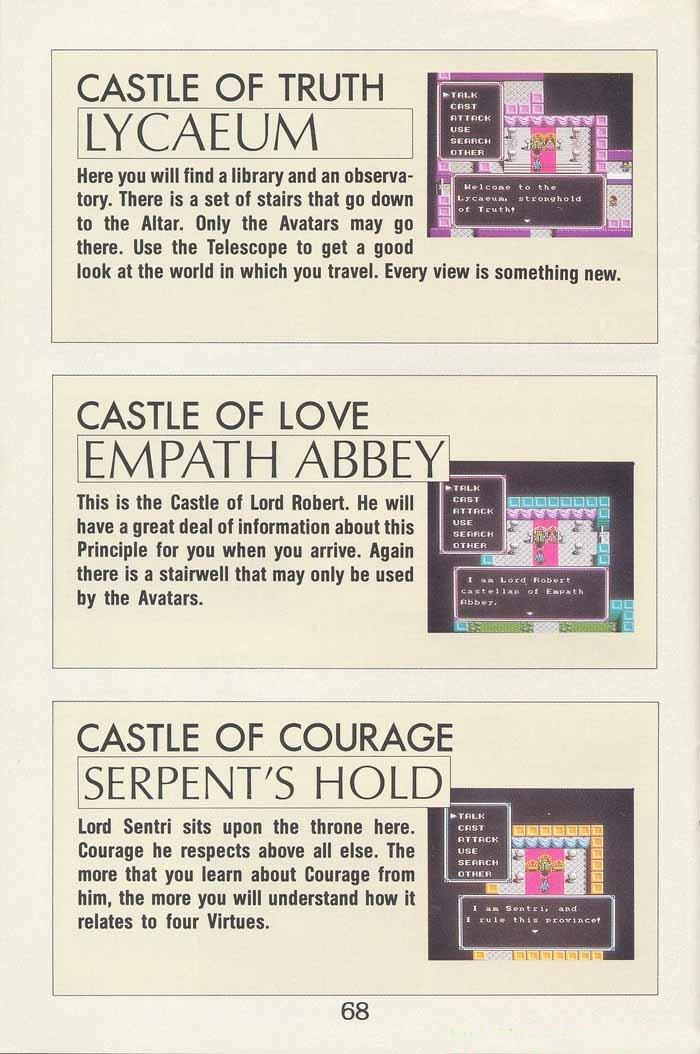 CASTLE OF TRUTH
LYCAEUM
Here you will find a library and an observa-
tory. There is a set of stairs that go down
to the Altar. Only the Avatars may go
there. Use the Telescope to get a good
look at the world in which you travel. Every view is something new.
TALK
CAST
ATTACK
USE
SEARCH
OTHER
Welcome to the
Lycaeum, stronghold
of Truth!
CASTLE OF LOVE
EMPATH ABBEY
This is the Castle of Lord Robert. He will
have a great deal of information about this
Principle for you when you arrive. Again
there is a stairwell that may only be used
by the Avatars.
TALK
CAST
ATTACK
USE
SEARCH
OTHER
I am Lord Robert
castellan of Empath
Abbey.
CASTLE OF COURAGE
SERPENT'S HOLD
Lord Sentri sits upon the throne here.
Courage he respects above all else. The
more that you learn about Courage from
him, the more you will understand how it
relates to four Virtues.
TALK
CAST
ATTACK
USE
SEARCH
OTHER
I am Sentri, and
I rule this province!
68